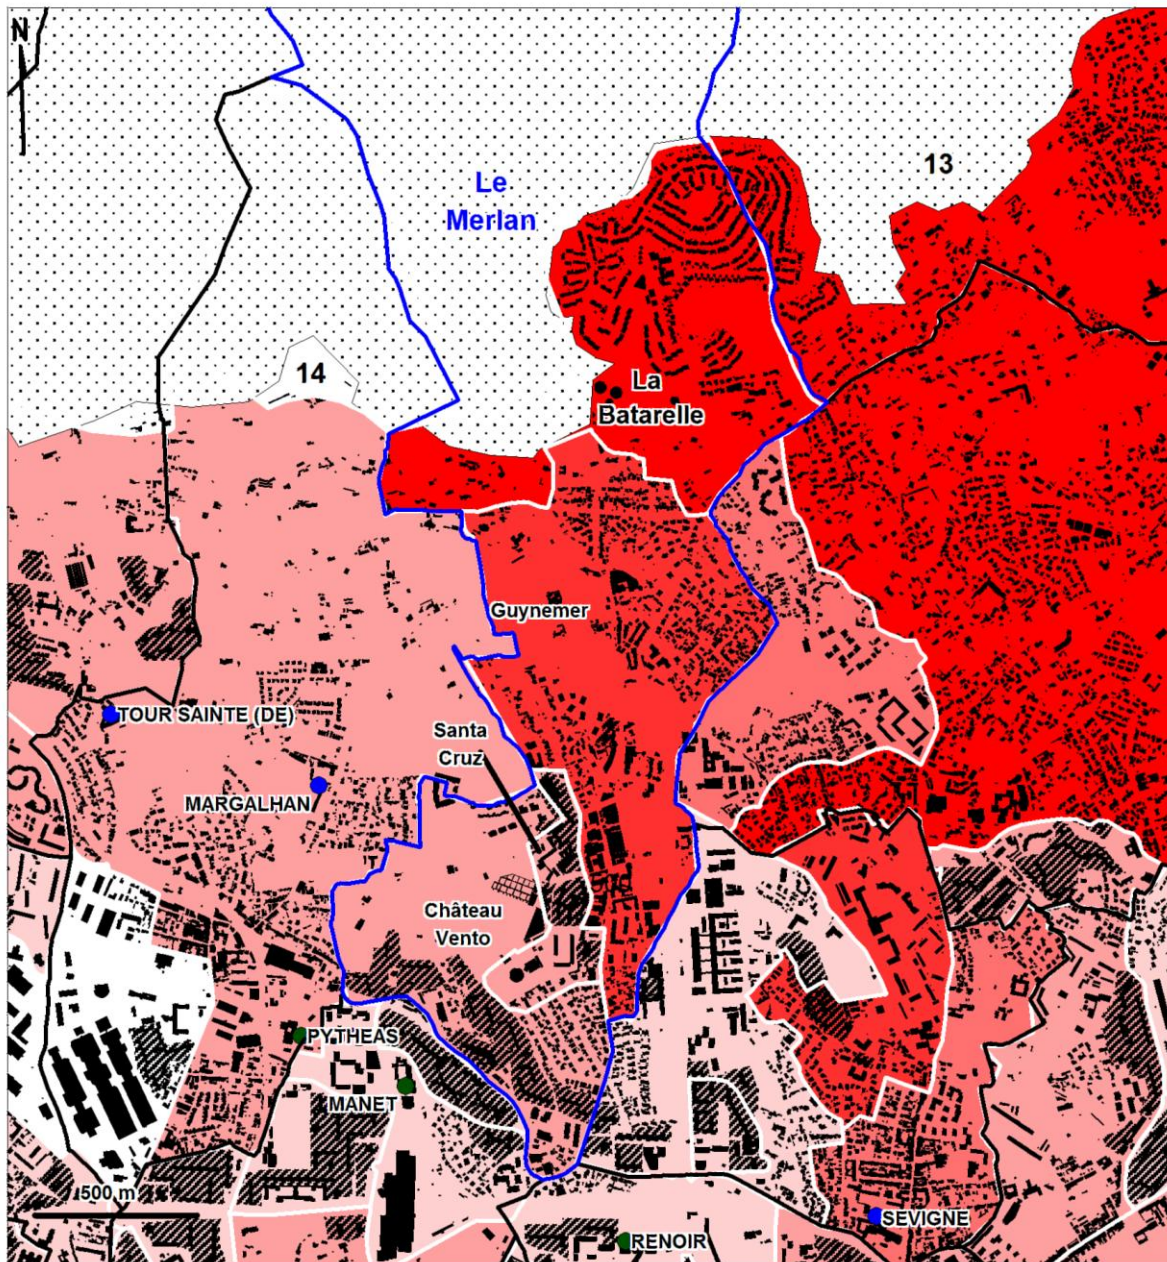 N
Le
Merlan
13
14
La
Batarelle
Guynemer
TOUR SAINTE (DE)
Santa
Cruz
MARGALHAN
Château
Vento
PYTHEAS
MANET
500 m
SEVIGNE
RENOIR